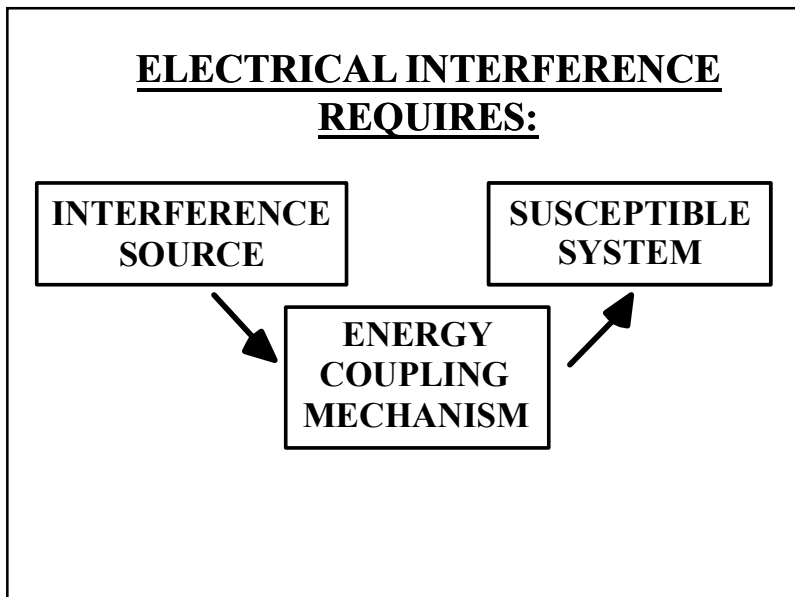 ELECTRICAL INTERFERENCE
REQUIRES:
INTERFERENCE
SOURCE
SUSCEPTIBLE
SYSTEM
ENERGY
COUPLING
MECHANISM